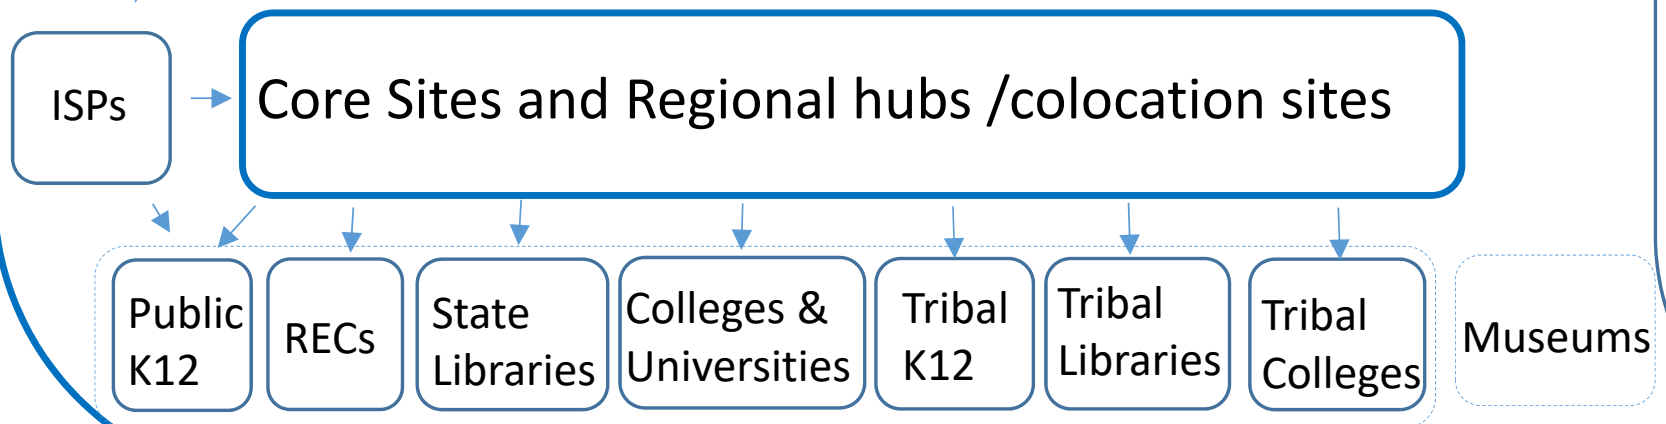 ISPs
Core Sites and Regional hubs /colocation sites
Public
K12
RECs
State
Libraries
Colleges &
Universities
Tribal
K12
Tribal
Libraries
Tribal
Colleges
Museums